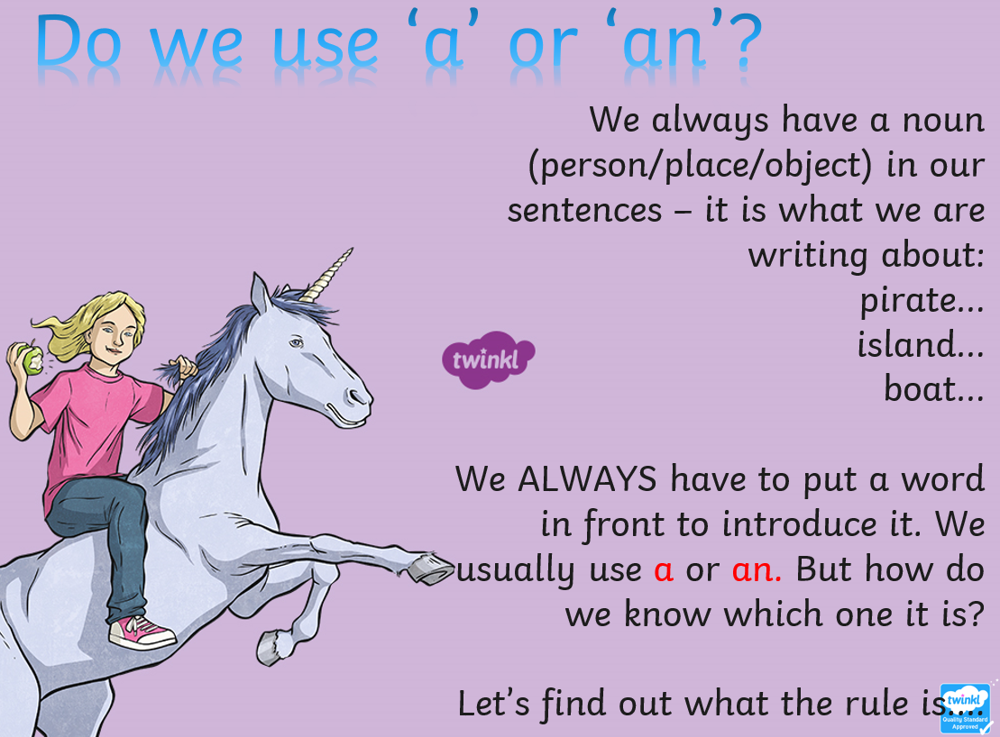 Do we use ‘a’ or ‘an’?
We always have a noun
(person/place/object) in our
sentences – it is what we are
writing about:
pirate...
island...
boat...
twinkl
We ALWAYS have to put a word
in front to introduce it. We
usually use a or an. But how do
we know which one it is?
Let’s find out what the rule is....
twinkl
Quality Standard
Approved